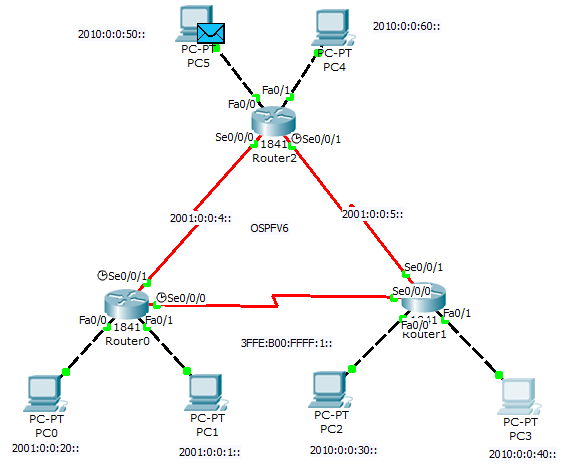 2010:0:0:50::
PC-PT
PC5
2010:0:0:60::
PC-PT
PC4
Fa0/0
Fa0/1
Se0/0/0
Se0/0/1
1841
Router2
2001:0:0:4::
2001:0:0:5::
OSPFV6
Se0/0/1
Se0/0/0
Fa0/0
Fa0/1
1841
Router0
Se0/0/1
Se0/0/0
Fa0/0
Fa0/1
1841
Router1
3FFE:B00:FFFF:1::
PC-PT
PC0
2001:0:0:20::
PC-PT
PC1
2001:0:0:1::
PC-PT
PC2
2010:0:0:30::
PC-PT
PC3
2010:0:0:40::